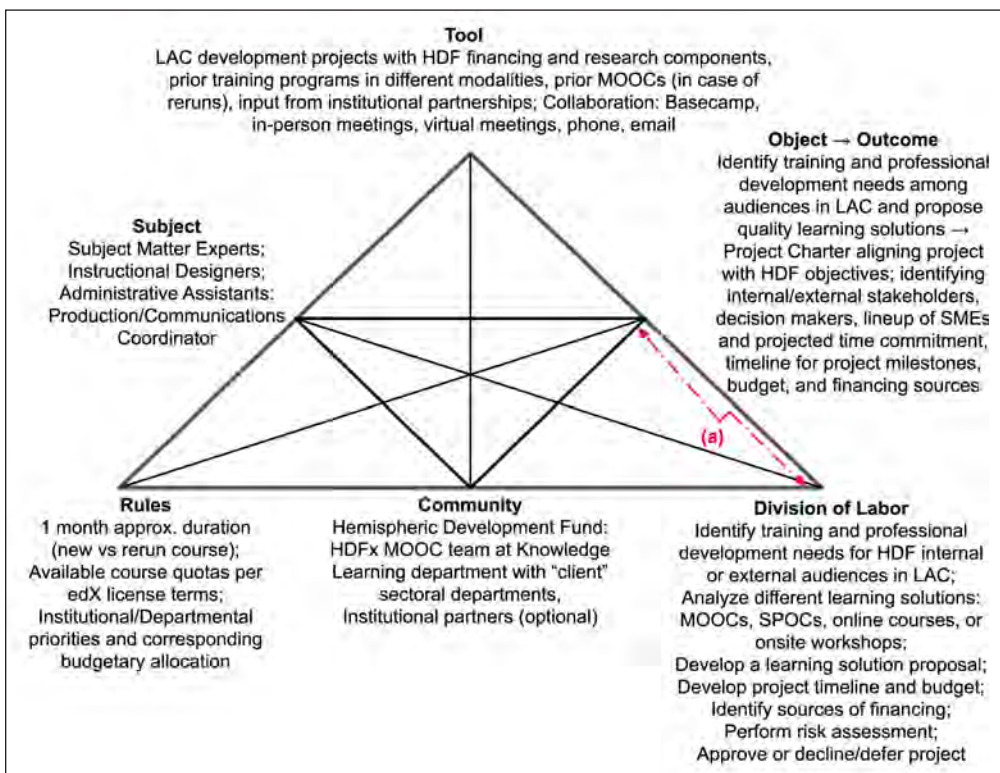 Tool
LAC development projects with HDF financing and research components,
prior training programs in different modalities, prior MOOCs (in case of
reruns), input from institutional partnerships; Collaboration: Basecamp,
in-person meetings, virtual meetings, phone, email
Object → Outcome
Identify training and professional
development needs among
audiences in LAC and propose
quality learning solutions →
Project Charter aligning project
with HDF objectives; identifying
internal/external stakeholders,
decision makers, lineup of SMEs
and projected time commitment,
timeline for project milestones,
budget, and financing sources
Subject
Subject Matter Experts;
Instructional Designers;
Administrative Assistants:
Production/Communications
Coordinator
(a)
Rules
1 month approx. duration
(new vs rerun course);
Available course quotas per
edX license terms;
Institutional/Departmental
priorities and corresponding
budgetary allocation
Community
Hemispheric Development Fund:
HDFx MOOC team at Knowledge
Learning department with “client”
sectoral departments,
Institutional partners (optional)
Division of Labor
Identify training and professional
development needs for HDF internal
or external audiences in LAC;
Analyze different learning solutions:
MOOCs, SPOCs, online courses, or
onsite workshops;
Develop a learning solution proposal;
Develop project timeline and budget;
Identify sources of financing;
Perform risk assessment;
Approve or decline/defer project